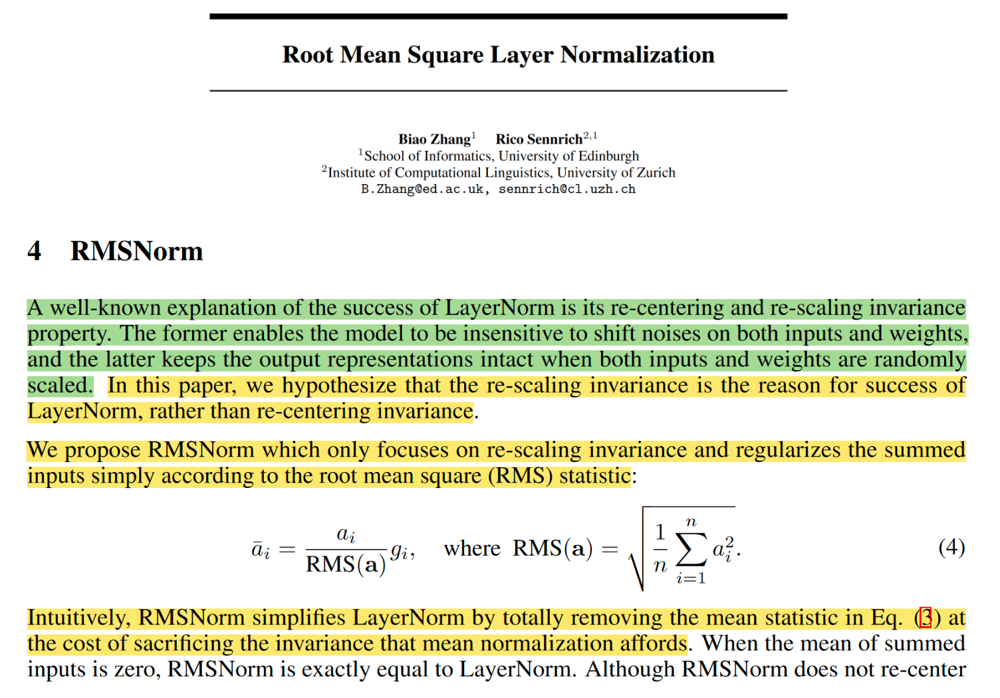 Root Mean Square Layer Normalization
Biao Zhang¹ Rico Sennrich²,¹
¹School of Informatics, University of Edinburgh
²Institute of Computational Linguistics, University of Zurich
B.Zhang@ed.ac.uk, sennrich@cl.uzh.ch
4 RMSNorm
A well-known explanation of the success of LayerNorm is its re-centering and re-scaling invariance
property. The former enables the model to be insensitive to shift noises on both inputs and weights,
and the latter keeps the output representations intact when both inputs and weights are randomly
scaled. In this paper, we hypothesize that the re-scaling invariance is the reason for success of
LayerNorm, rather than re-centering invariance.
We propose RMSNorm which only focuses on re-scaling invariance and regularizes the summed
inputs simply according to the root mean square (RMS) statistic:
$\bar{a}_i = \frac{a_i}{\text{RMS}(\mathbf{a})} g_i, \quad \text{where } \text{RMS}(\mathbf{a}) = \sqrt{\frac{1}{n} \sum_{i=1}^{n} a_i^2}.$ (4)
Intuitively, RMSNorm simplifies LayerNorm by totally removing the mean statistic in Eq. (3) at
the cost of sacrificing the invariance that mean normalization affords. When the mean of summed
inputs is zero, RMSNorm is exactly equal to LayerNorm. Although RMSNorm does not re-center